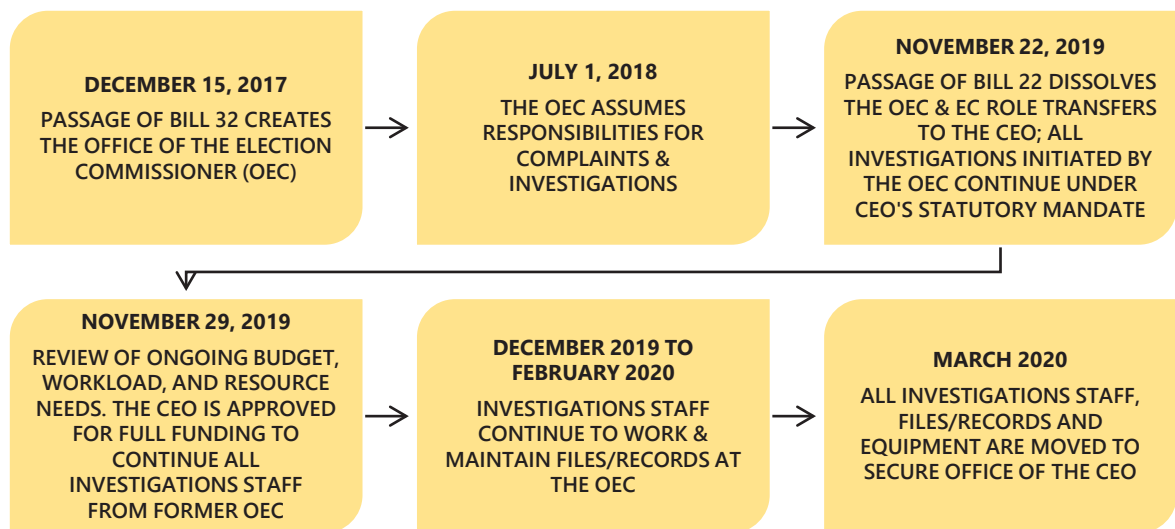 DECEMBER 15, 2017
PASSAGE OF BILL 32 CREATES
THE OFFICE OF THE ELECTION
COMMISSIONER (OEC)
JULY 1, 2018
THE OEC ASSUMES
RESPONSIBILITIES FOR
COMPLAINTS &
INVESTIGATIONS
NOVEMBER 22, 2019
PASSAGE OF BILL 22 DISSOLVES
THE OEC & EC ROLE TRANSFERS
TO THE CEO; ALL
INVESTIGATIONS INITIATED BY
THE OEC CONTINUE UNDER
CEO'S STATUTORY MANDATE
NOVEMBER 29, 2019
REVIEW OF ONGOING BUDGET,
WORKLOAD, AND RESOURCE
NEEDS. THE CEO IS APPROVED
FOR FULL FUNDING TO
CONTINUE ALL
INVESTIGATIONS STAFF
FROM FORMER OEC
DECEMBER 2019 TO
FEBRUARY 2020
INVESTIGATIONS STAFF
CONTINUE TO WORK &
MAINTAIN FILES/RECORDS AT
THE OEC
MARCH 2020
ALL INVESTIGATIONS STAFF,
FILES/RECORDS AND
EQUIPMENT ARE MOVED TO
SECURE OFFICE OF THE CEO